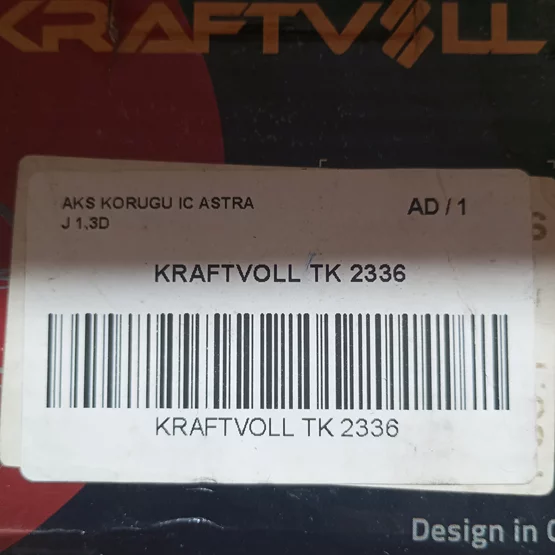 KRAFTVOLL
AKS KORUGU IC ASTRA
J 1,3D
AD / 1
KRAFTVOLL TK 2336
KRAFTVOLL TK 2336
Design in